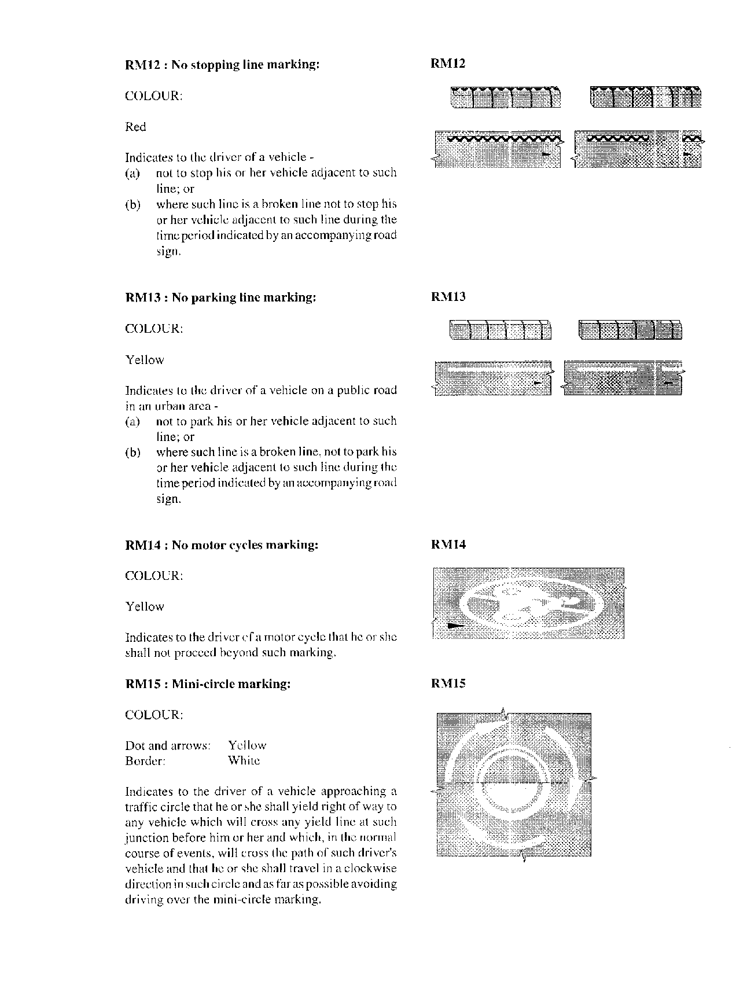 RM12 : No stopping line marking:
RM12
COLOUR:
Red
Indicates to the driver of a vehicle -
(a) not to stop his or her vehicle adjacent to such
line; or
(b) where such line is a broken line not to stop his
or her vehicle adjacent to such line during the
time period indicated by an accompanying road
sign.
RM13 : No parking line marking:
RM13
COLOUR:
Yellow
Indicates to the driver of a vehicle on a public road
in an urban area -
(a) not to park his or her vehicle adjacent to such
line; or
(b) where such line is a broken line, not to park his
or her vehicle adjacent to such line during the
time period indicated by an accompanying road
sign.
RM14 : No motor cycles marking:
RM14
COLOUR:
Yellow
Indicates to the driver of a motor cycle that he or she
shall not proceed beyond such marking.
RM15 : Mini-circle marking:
RM15
COLOUR:
Dot and arrows: Yellow
Border: White
Indicates to the driver of a vehicle approaching a
traffic circle that he or she shall yield right of way to
any vehicle which will cross any yield line at such
junction before him or her and which, in the normal
course of events, will cross the path of such driver's
vehicle and that he or she shall travel in a clockwise
direction in such circle and as far as possible avoiding
driving over the mini-circle marking.